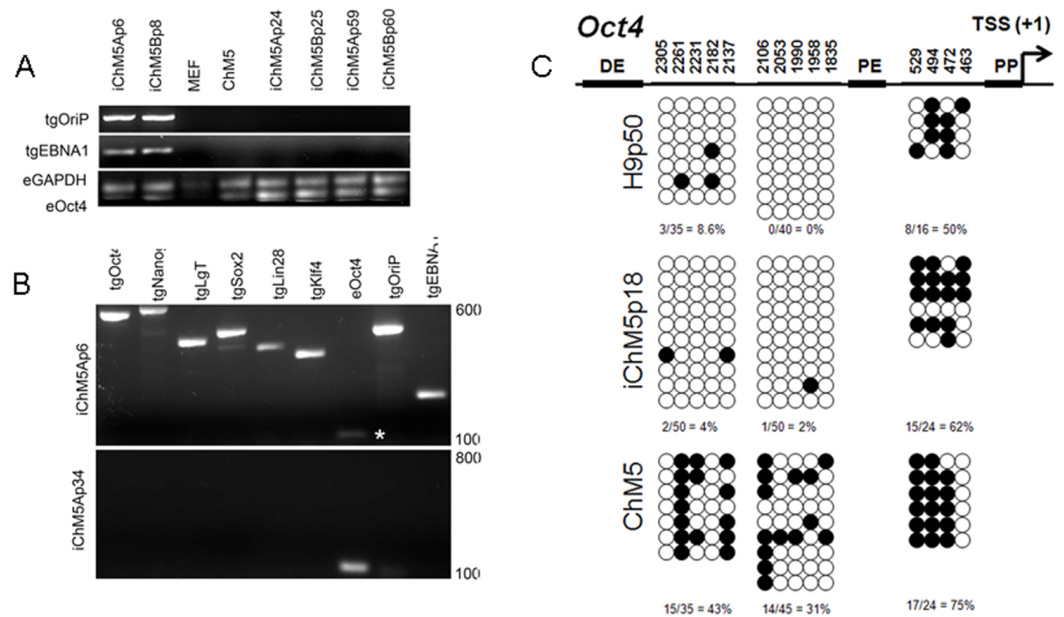 A
iChM5Ap6 iChM5Bp8 MEF ChM5 iChM5Ap24 iChM5Bp25 iChM5Ap59 iChM5Bp60
tgOriP
tgEBNA1
eGAPDH
eOct4
B
tgOct4 tgNanog tgLgT tgSox2 tgLin28 tgKlf4 eOct4 tgOriP tgEBNA1
iChM5Ap6
600
*
100
iChM5Ap34
800
100
C
Oct4 TSS (+1)
DE 2305 2261 2231 2182 2137 2106 2053 1990 1958 1835 PE 529 494 472 463 PP
H9p50
3/35 = 8.6% 0/40 = 0% 8/16 = 50%
iChM5p18
2/50 = 4% 1/50 = 2% 15/24 = 62%
ChM5
15/35 = 43% 14/45 = 31% 17/24 = 75%